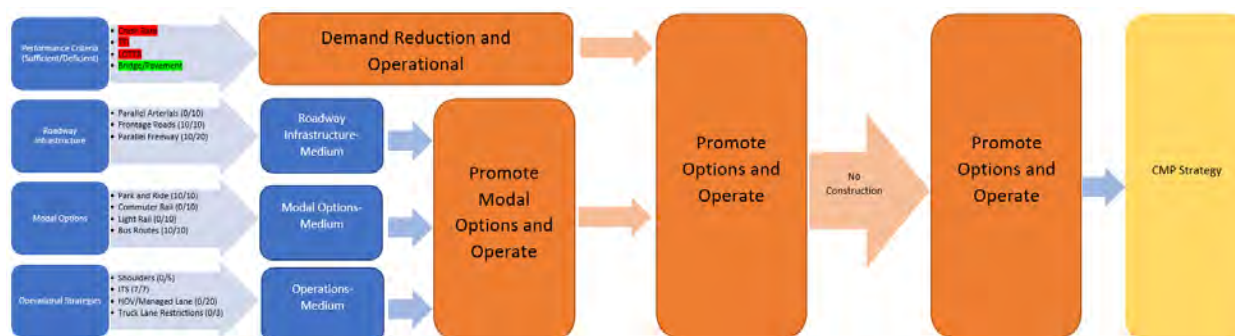 Performance Criteria
(Sufficient/Deficient)
• Crash Rate
• TTI
• LOTTR
• Bridge/Pavement
Demand Reduction and
Operational
Roadway
Infrastructure
• Parallel Arterials (0/10)
• Frontage Roads (10/10)
• Parallel Freeway (10/20)
Roadway
Infrastructure-
Medium
Modal Options
• Park and Ride (10/10)
• Commuter Rail (0/10)
• Light Rail (0/10)
• Bus Routes (10/10)
Modal Options-
Medium
Operational Strategies
• Shoulders (0/5)
• ITS (7/7)
• HOV/Managed Lane (0/20)
• Truck Lane Restrictions (0/3)
Operations-
Medium
Promote
Modal
Options and
Operate
Promote
Options and
Operate
No
Construction
Promote
Options and
Operate
CMP Strategy